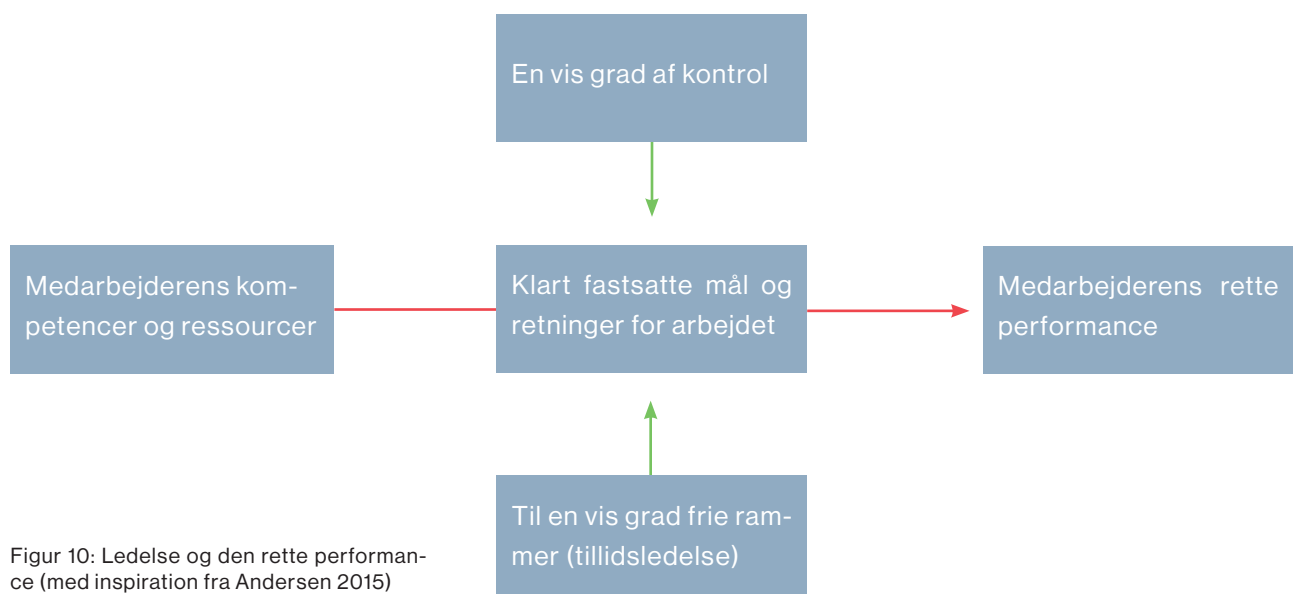 En vis grad af kontrol
Medarbejderens kom-
petencer og ressourcer
Klart fastsatte mål og
retninger for arbejdet
Medarbejderens rette
performance
Til en vis grad frie ram-
mer (tillidsledelse)
Figur 10: Ledelse og den rette performan-
ce (med inspiration fra Andersen 2015)